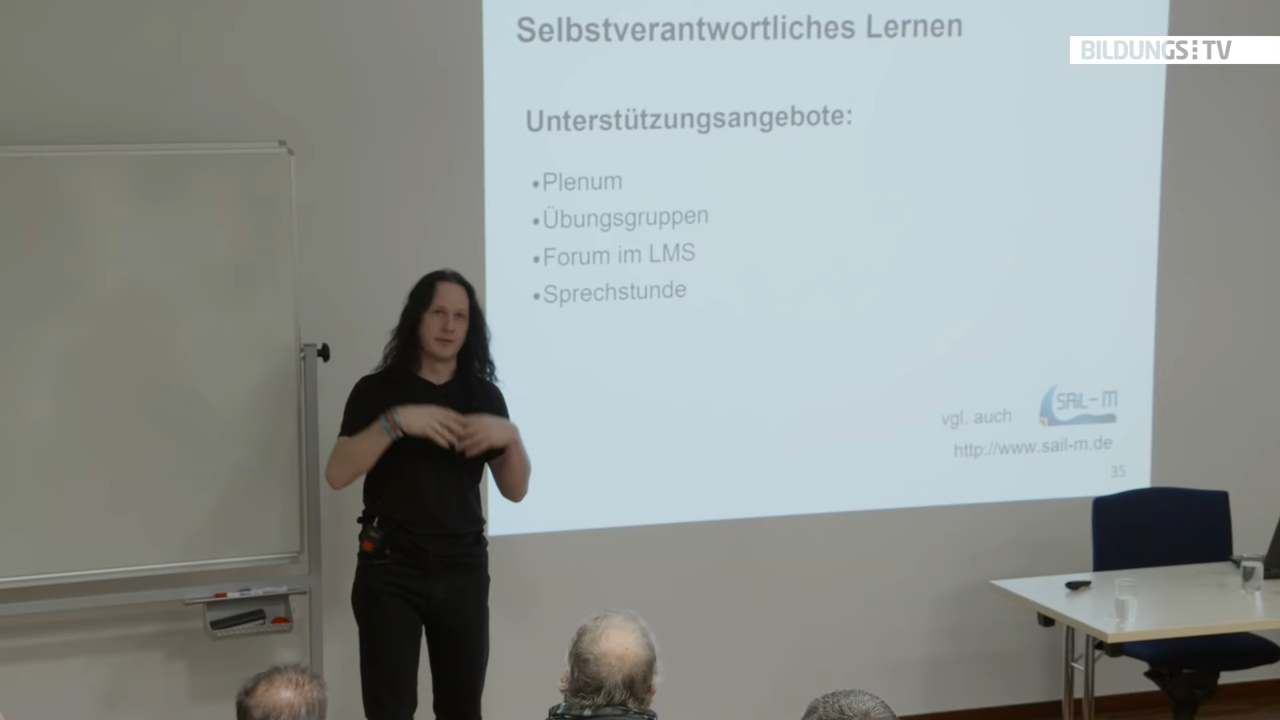 Selbstverantwortliches Lernen
BILDUNGS TV
Unterstützungsangebote:
•Plenum
•Übungsgruppen
•Forum im LMS
•Sprechstunde
vgl. auch
SAiL-M
http://www.sail-m.de
35